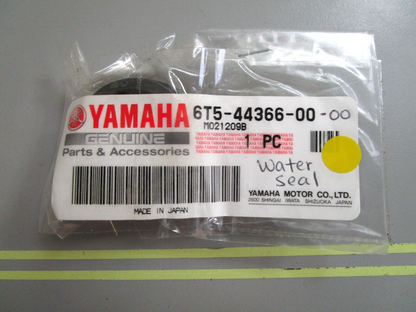 YAMAHA
GENUINE
Parts & Accessories
6T5-44366-00-00
M021209B
1 PC
water
seal
MADE IN JAPAN
YAMAHA MOTOR CO., LTD.
2500 SHINGAI IWATA SHIZUOKA JAPAN